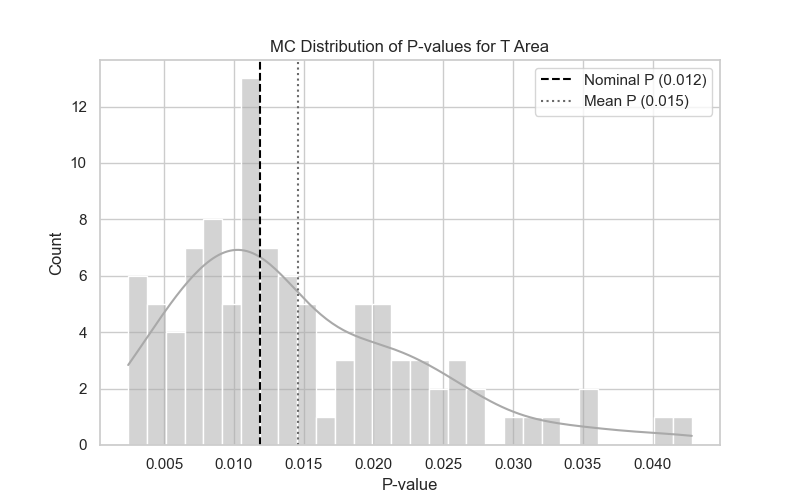 MC Distribution of P-values for T Area
Nominal P (0.012)
Mean P (0.015)
12
10
8
6
4
2
0
Count
0.005 0.010 0.015 0.020 0.025 0.030 0.035 0.040
P-value